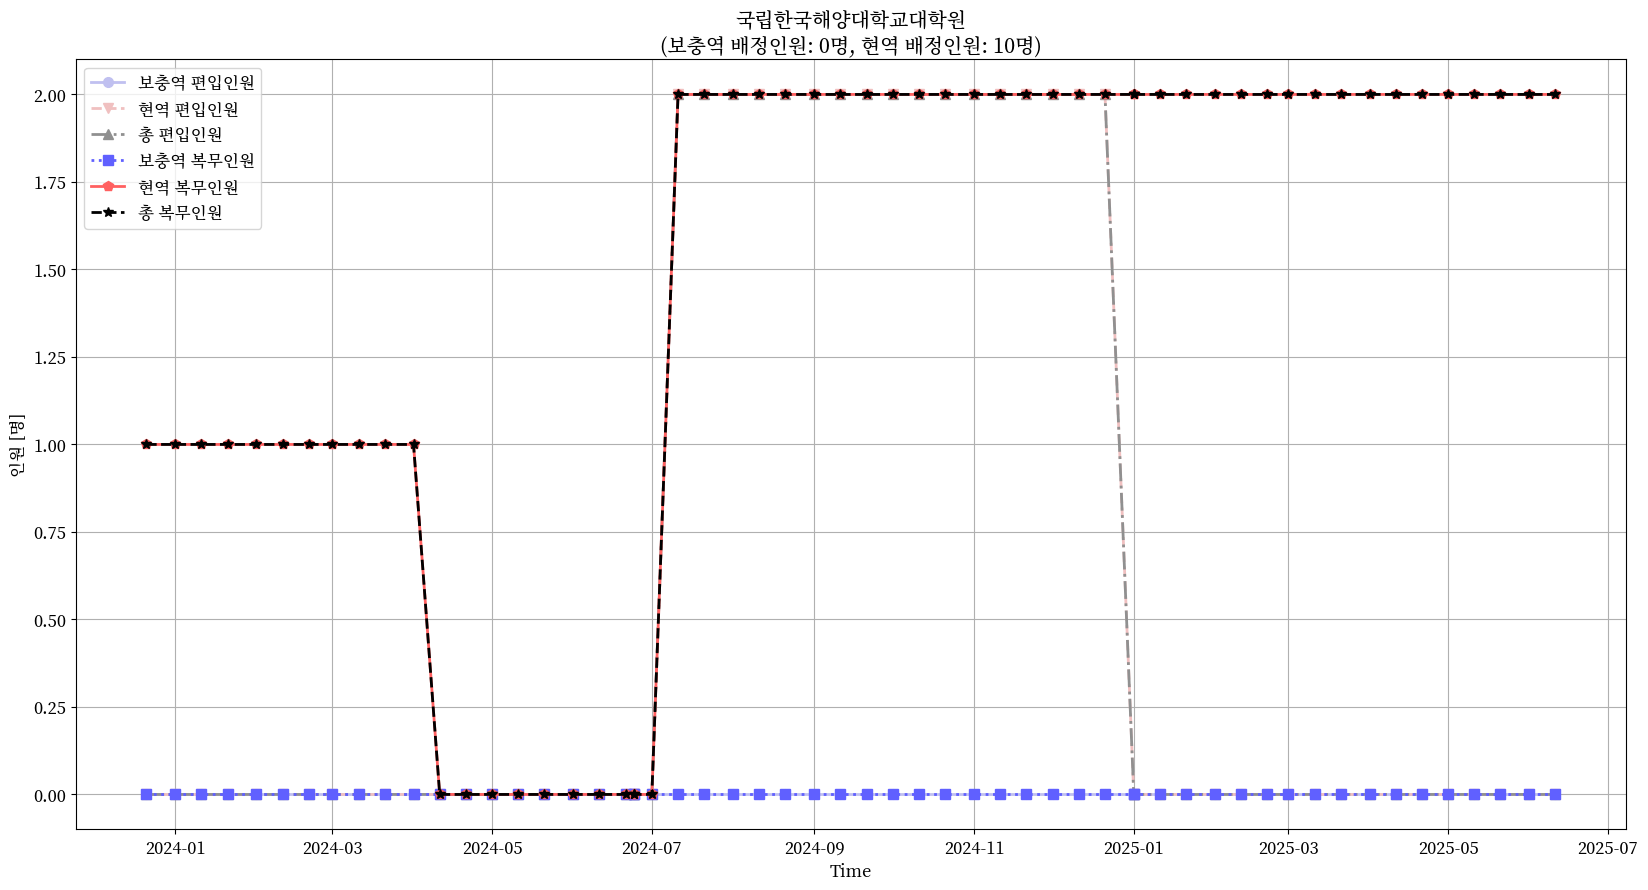 국립한국해양대학교대학원
(보충역 배정인원: 0명, 현역 배정인원: 10명)
보충역 편입인원
현역 편입인원
총 편입인원
보충역 복무인원
현역 복무인원
총 복무인원
2.00
1.75
1.50
1.25
1.00
0.75
0.50
0.25
0.00
인원 [명]
2024-01 2024-03 2024-05 2024-07 2024-09 2024-11 2025-01 2025-03 2025-05 2025-07
Time